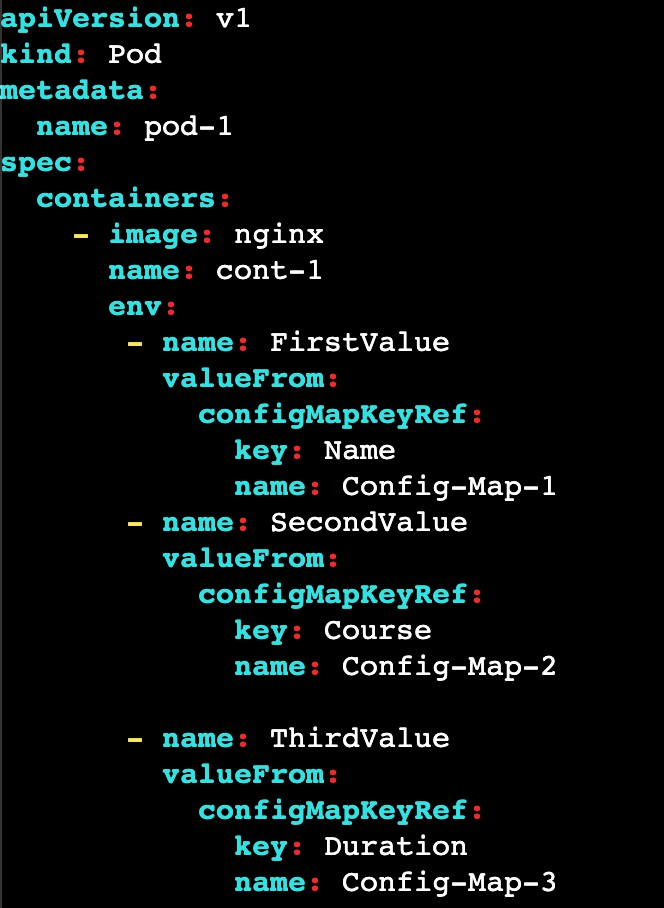 apiVersion: v1
kind: Pod
metadata:
  name: pod-1
spec:
  containers:
    - image: nginx
      name: cont-1
      env:
       - name: FirstValue
         valueFrom:
           configMapKeyRef:
             key: Name
             name: Config-Map-1
       - name: SecondValue
         valueFrom:
           configMapKeyRef:
             key: Course
             name: Config-Map-2

       - name: ThirdValue
         valueFrom:
           configMapKeyRef:
             key: Duration
             name: Config-Map-3